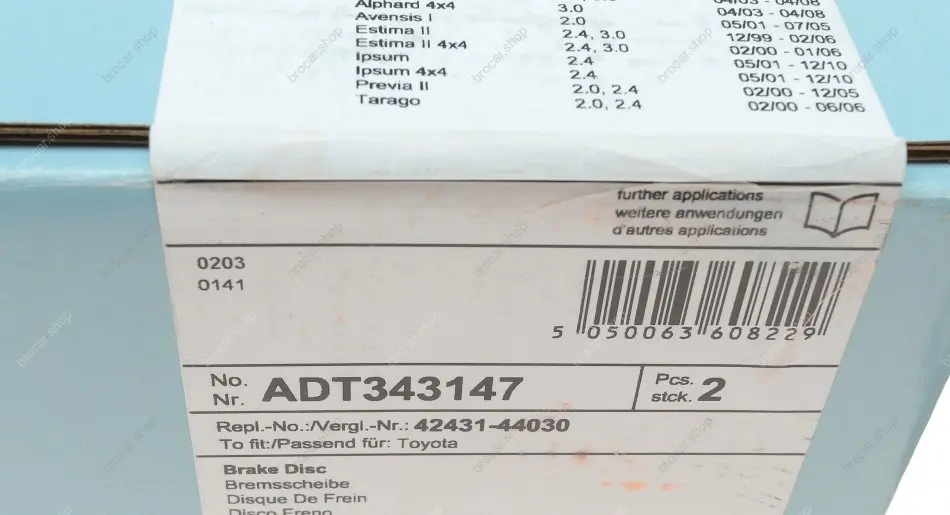 Alphard 4x4 3.0 04/03 - 04/08
Avensis I 2.0 05/01 - 07/05
Estima II 2.4, 3.0 12/99 - 02/06
Estima II 4x4 2.4, 3.0 02/00 - 01/06
Ipsum 2.4 05/01 - 12/10
Ipsum 4x4 2.4 05/01 - 12/10
Previa II 2.0, 2.4 02/00 - 12/05
Tarago 2.0, 2.4 02/00 - 06/06
further applications
weitere anwendungen
d'autres applications
0203
0141
5 050063 608229
No. Nr. ADT343147 Pcs. stck. 2
Repl.-No.:/Vergl.-Nr.: 42431-44030
To fit:/Passend für: Toyota
Brake Disc
Bremsscheibe
Disque De Frein
Disco Freno
brocar.shop